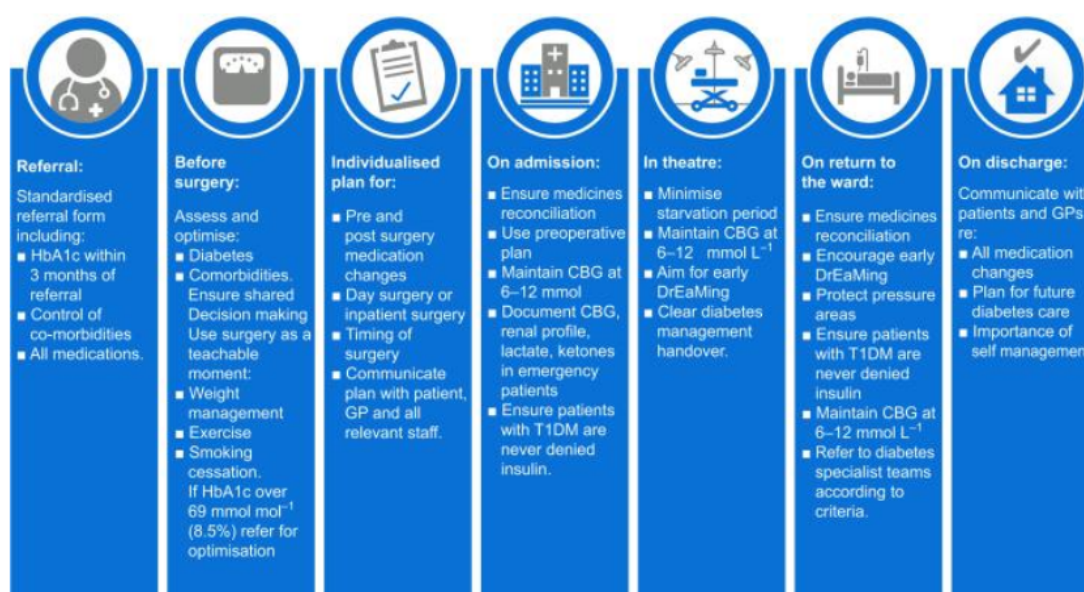 Referral:
Standardised
referral form
including:
■ HbA1c within
3 months of
referral
■ Control of
co-morbidities
■ All medications.
Before
surgery:
Assess and
optimise:
■ Diabetes
■ Comorbidities.
Ensure shared
Decision making
Use surgery as a
teachable
moment:
■ Weight
management
■ Exercise
■ Smoking
cessation.
If HbA1c over
69 mmol mol⁻¹
(8.5%) refer for
optimisation
Individualised
plan for:
■ Pre and
post surgery
medication
changes
■ Day surgery or
inpatient surgery
■ Timing of
surgery
■ Communicate
plan with patient,
GP and all
relevant staff.
On admission:
■ Ensure medicines
reconciliation
■ Use preoperative
plan
■ Maintain CBG at
6–12 mmol
■ Document CBG,
renal profile,
lactate, ketones
in emergency
patients
■ Ensure patients
with T1DM are
never denied
insulin.
In theatre:
■ Minimise
starvation period
■ Maintain CBG at
6–12 mmol L⁻¹
■ Aim for early
DrEaMing
■ Clear diabetes
management
handover.
On return to
the ward:
■ Ensure medicines
reconciliation
■ Encourage early
DrEaMing
■ Protect pressure
areas
■ Ensure patients
with T1DM are
never denied
insulin
■ Maintain CBG at
6–12 mmol L⁻¹
■ Refer to diabetes
specialist teams
according to
criteria.
On discharge:
Communicate wit
patients and GPs
re:
■ All medication
changes
■ Plan for future
diabetes care
■ Importance of
self managemen